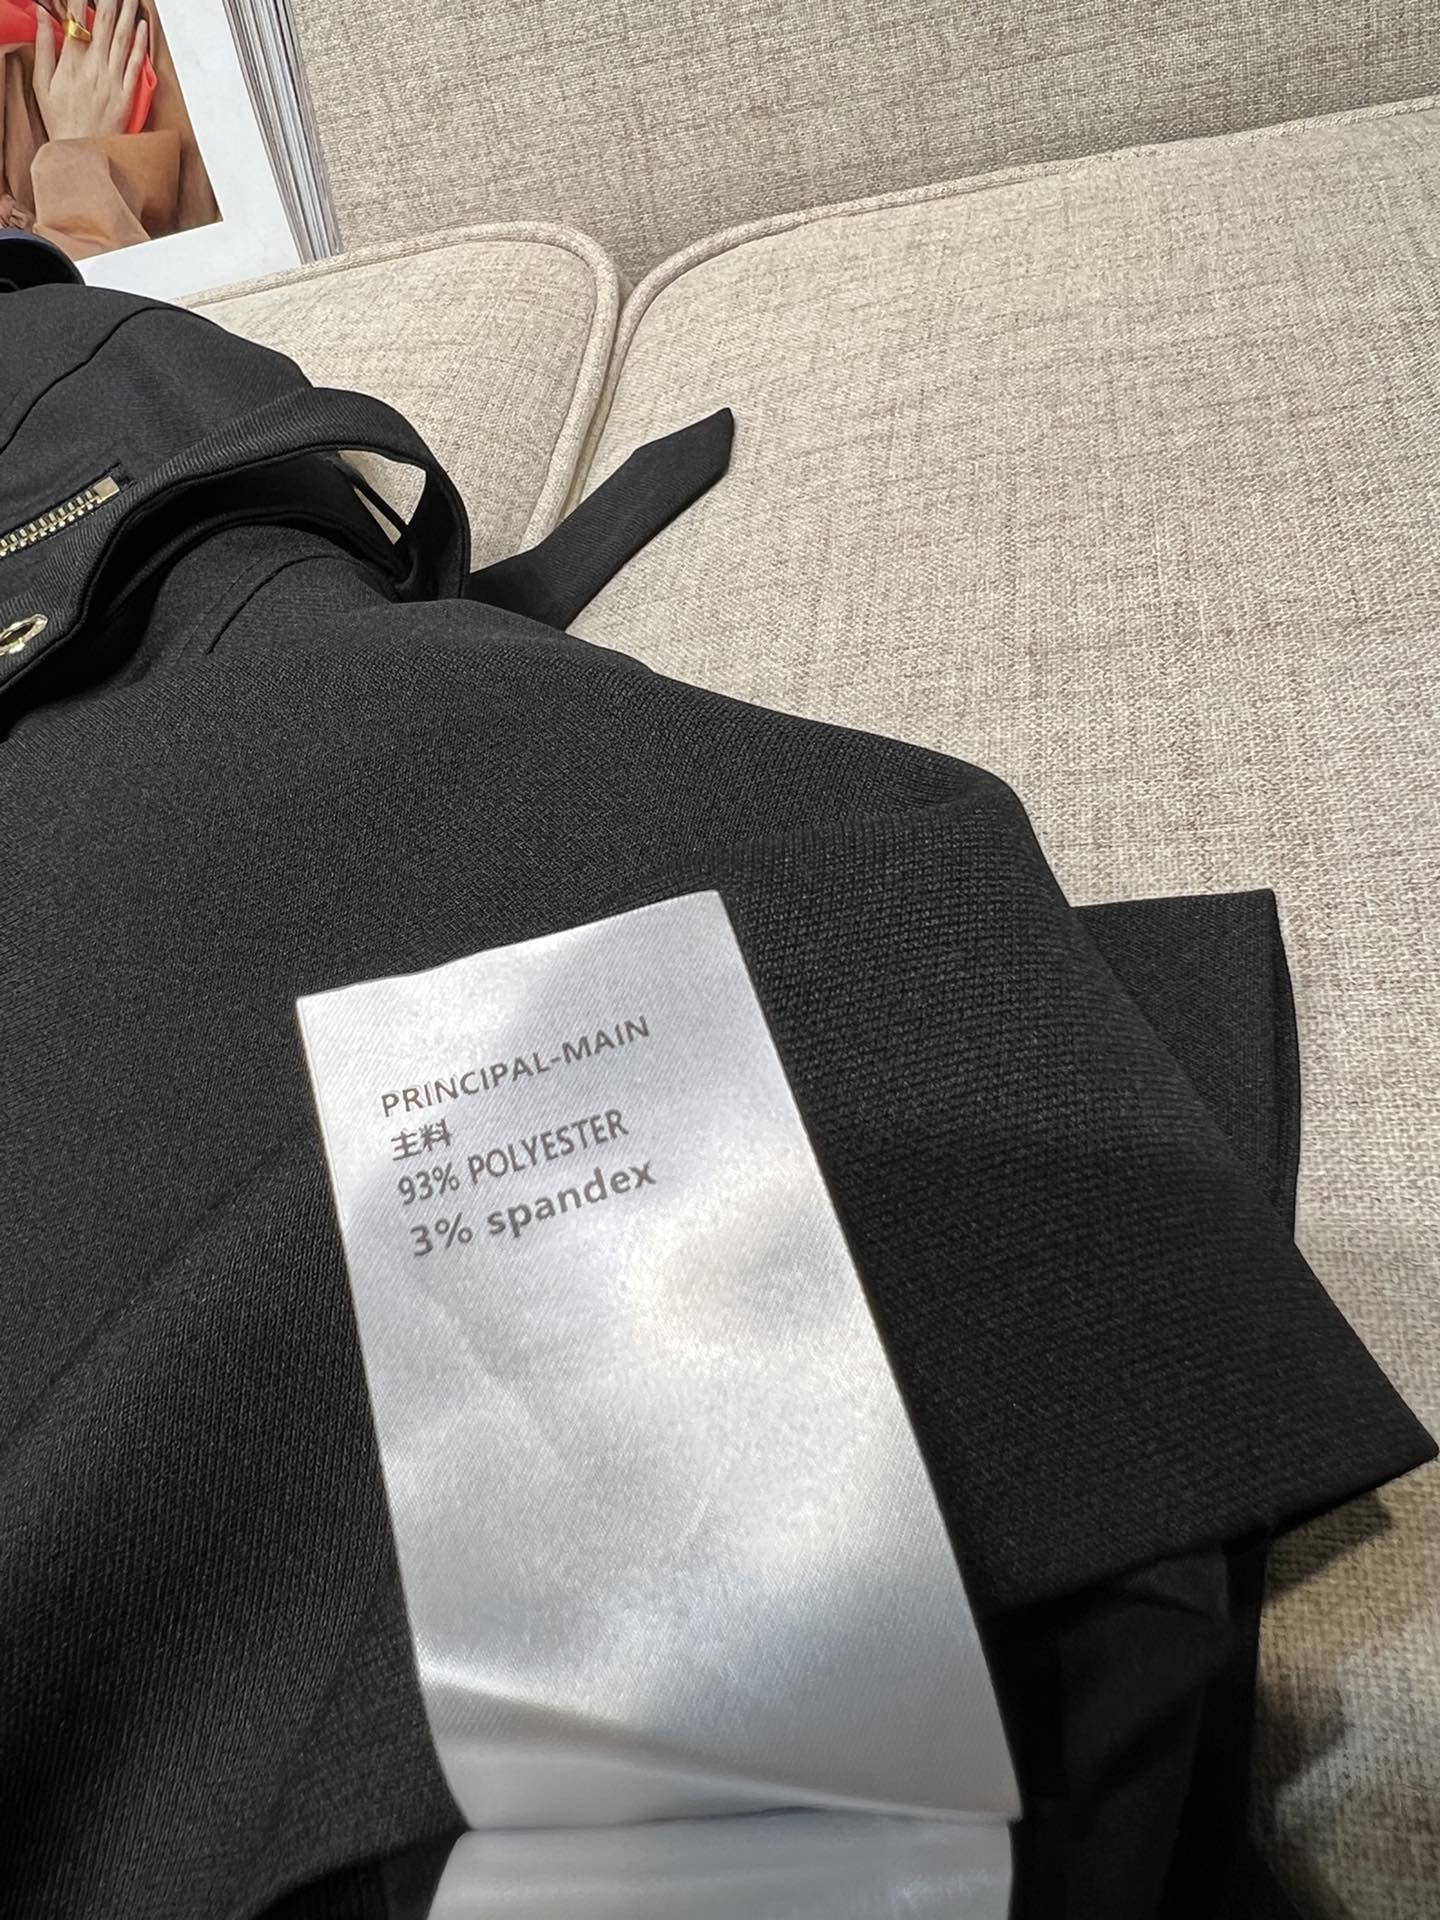 PRINCIPAL-MAIN
主料
93% POLYESTER
3% spandex